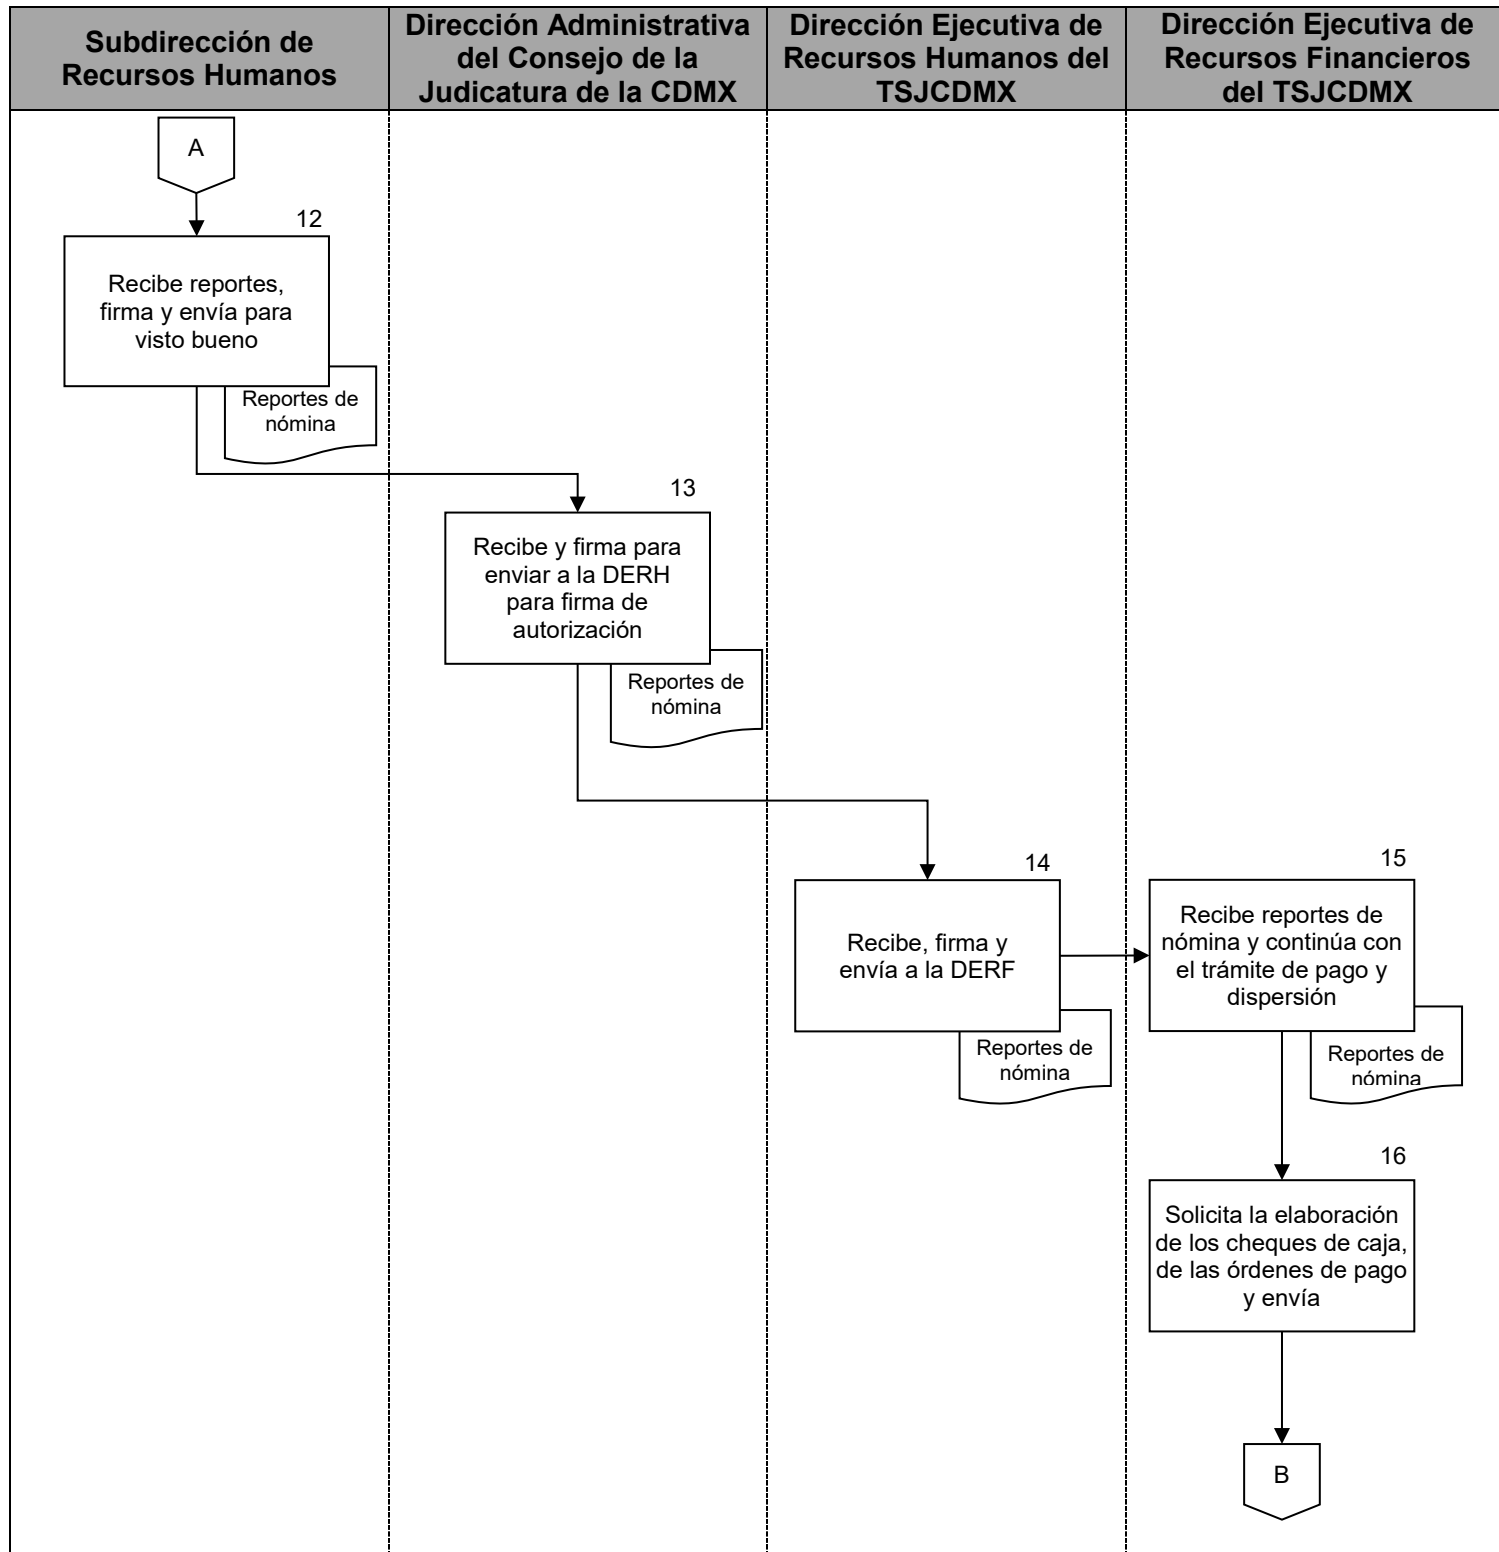 Subdirección de
Recursos Humanos
Dirección Administrativa
del Consejo de la
Judicatura de la CDMX
Dirección Ejecutiva de
Recursos Humanos del
TSJCDMX
Dirección Ejecutiva de
Recursos Financieros
del TSJCDMX
A
12
Recibe reportes,
firma y envía para
visto bueno
Reportes de
nómina
13
Recibe y firma para
enviar a la DERH
para firma de
autorización
Reportes de
nómina
14
Recibe, firma y
envía a la DERF
Reportes de
nómina
15
Recibe reportes de
nómina y continúa con
el trámite de pago y
dispersión
Reportes de
nómina
16
Solicita la elaboración
de los cheques de caja,
de las órdenes de pago
y envía
B